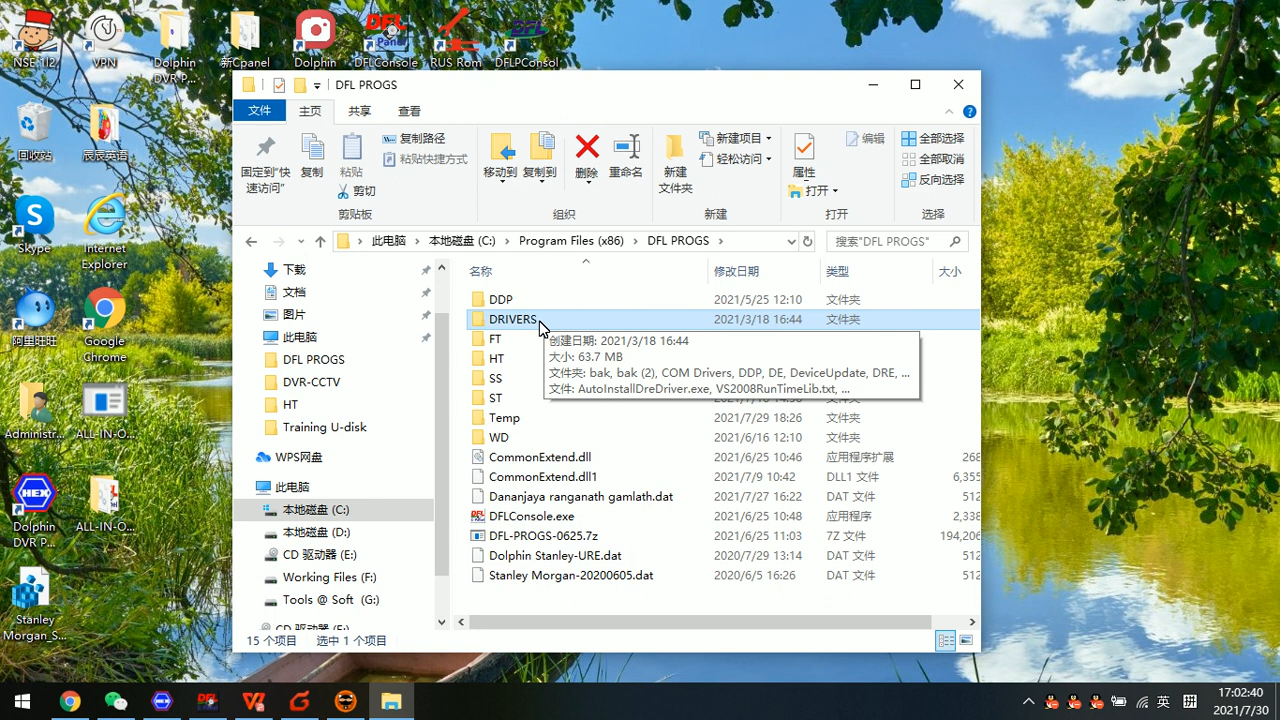 NSE 1!2
VPN
Dolphin
DVR P...
新Cpanel
Dolphin
DFL
Panel
DFLConsole
RUS Rom
DFL
DFLPConsol
回收站
辰辰英语
Skype
Internet
Explorer
阿里旺旺
Google
Chrome
Administr...
ALL-IN-O...
HEX
Dolphin
DVR P...
ALL-IN-O...
Stanley
Morgan_S...
DFL PROGS
文件
主页
共享
查看
固定到"快
速访问"
复制
粘贴
复制路径
粘贴快捷方式
剪切
剪贴板
移动到
复制到
删除
重命名
组织
新建
文件夹
新建项目
轻松访问
新建
属性
打开
编辑
打开
全部选择
全部取消
反向选择
选择
此电脑
本地磁盘 (C:)
Program Files (x86)
DFL PROGS
搜索"DFL PROGS"
下载
文档
图片
此电脑
DFL PROGS
DVR-CCTV
HT
Training U-disk
WPS网盘
此电脑
本地磁盘 (C:)
本地磁盘 (D:)
CD 驱动器 (E:)
Working Files (F:)
Tools @ Soft (G:)
名称 修改日期 类型 大小
DDP 2021/5/25 12:10 文件夹
DRIVERS 2021/3/18 16:44 文件夹
FT
HT
SS
ST
创建日期: 2021/3/18 16:44
大小: 63.7 MB
文件夹: bak, bak (2), COM Drivers, DDP, DE, DeviceUpdate, DRE, ...
文件: AutoInstallDreDriver.exe, VS2008RunTimeLib.txt, ...
Temp 2021/7/29 18:26 文件夹
WD 2021/6/16 12:10 文件夹
CommonExtend.dll 2021/6/25 10:46 应用程序扩展 268
CommonExtend.dll1 2021/7/9 10:42 DLL1 文件 6,355
Dananjaya ranganath gamlath.dat 2021/7/27 16:22 DAT 文件 512
DFLConsole.exe 2021/6/25 10:48 应用程序 2,338
DFL-PROGS-0625.7z 2021/6/25 11:03 7Z 文件 194,206
Dolphin Stanley-URE.dat 2020/7/29 13:14 DAT 文件 512
Stanley Morgan-20200605.dat 2020/6/5 16:26 DAT 文件 512
15 个项目 选中 1 个项目
英
拼
17:02:40
2021/7/30